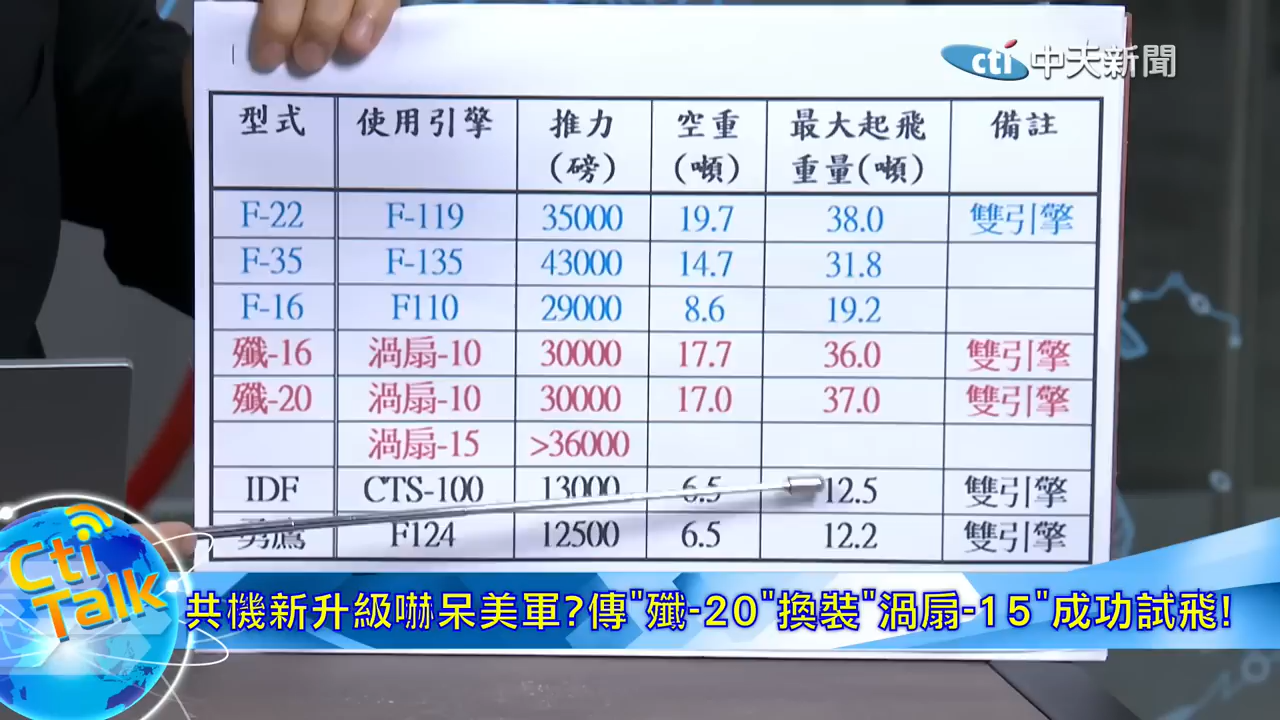 cti 中天新聞
型式 使用引擎 推力(磅) 空重(噸) 最大起飛重量(噸) 備註
F-22 F-119 35000 19.7 38.0 雙引擎
F-35 F-135 43000 14.7 31.8
F-16 F110 29000 8.6 19.2
殲-16 渦扇-10 30000 17.7 36.0 雙引擎
殲-20 渦扇-10 30000 17.0 37.0 雙引擎
渦扇-15 >36000
IDF CTS-100 13000 6.5 12.5 雙引擎
勇鷹 F124 12500 6.5 12.2 雙引擎
Cti Talk
共機新升級嚇呆美軍?傳"殲-20"換裝"渦扇-15"成功試飛!